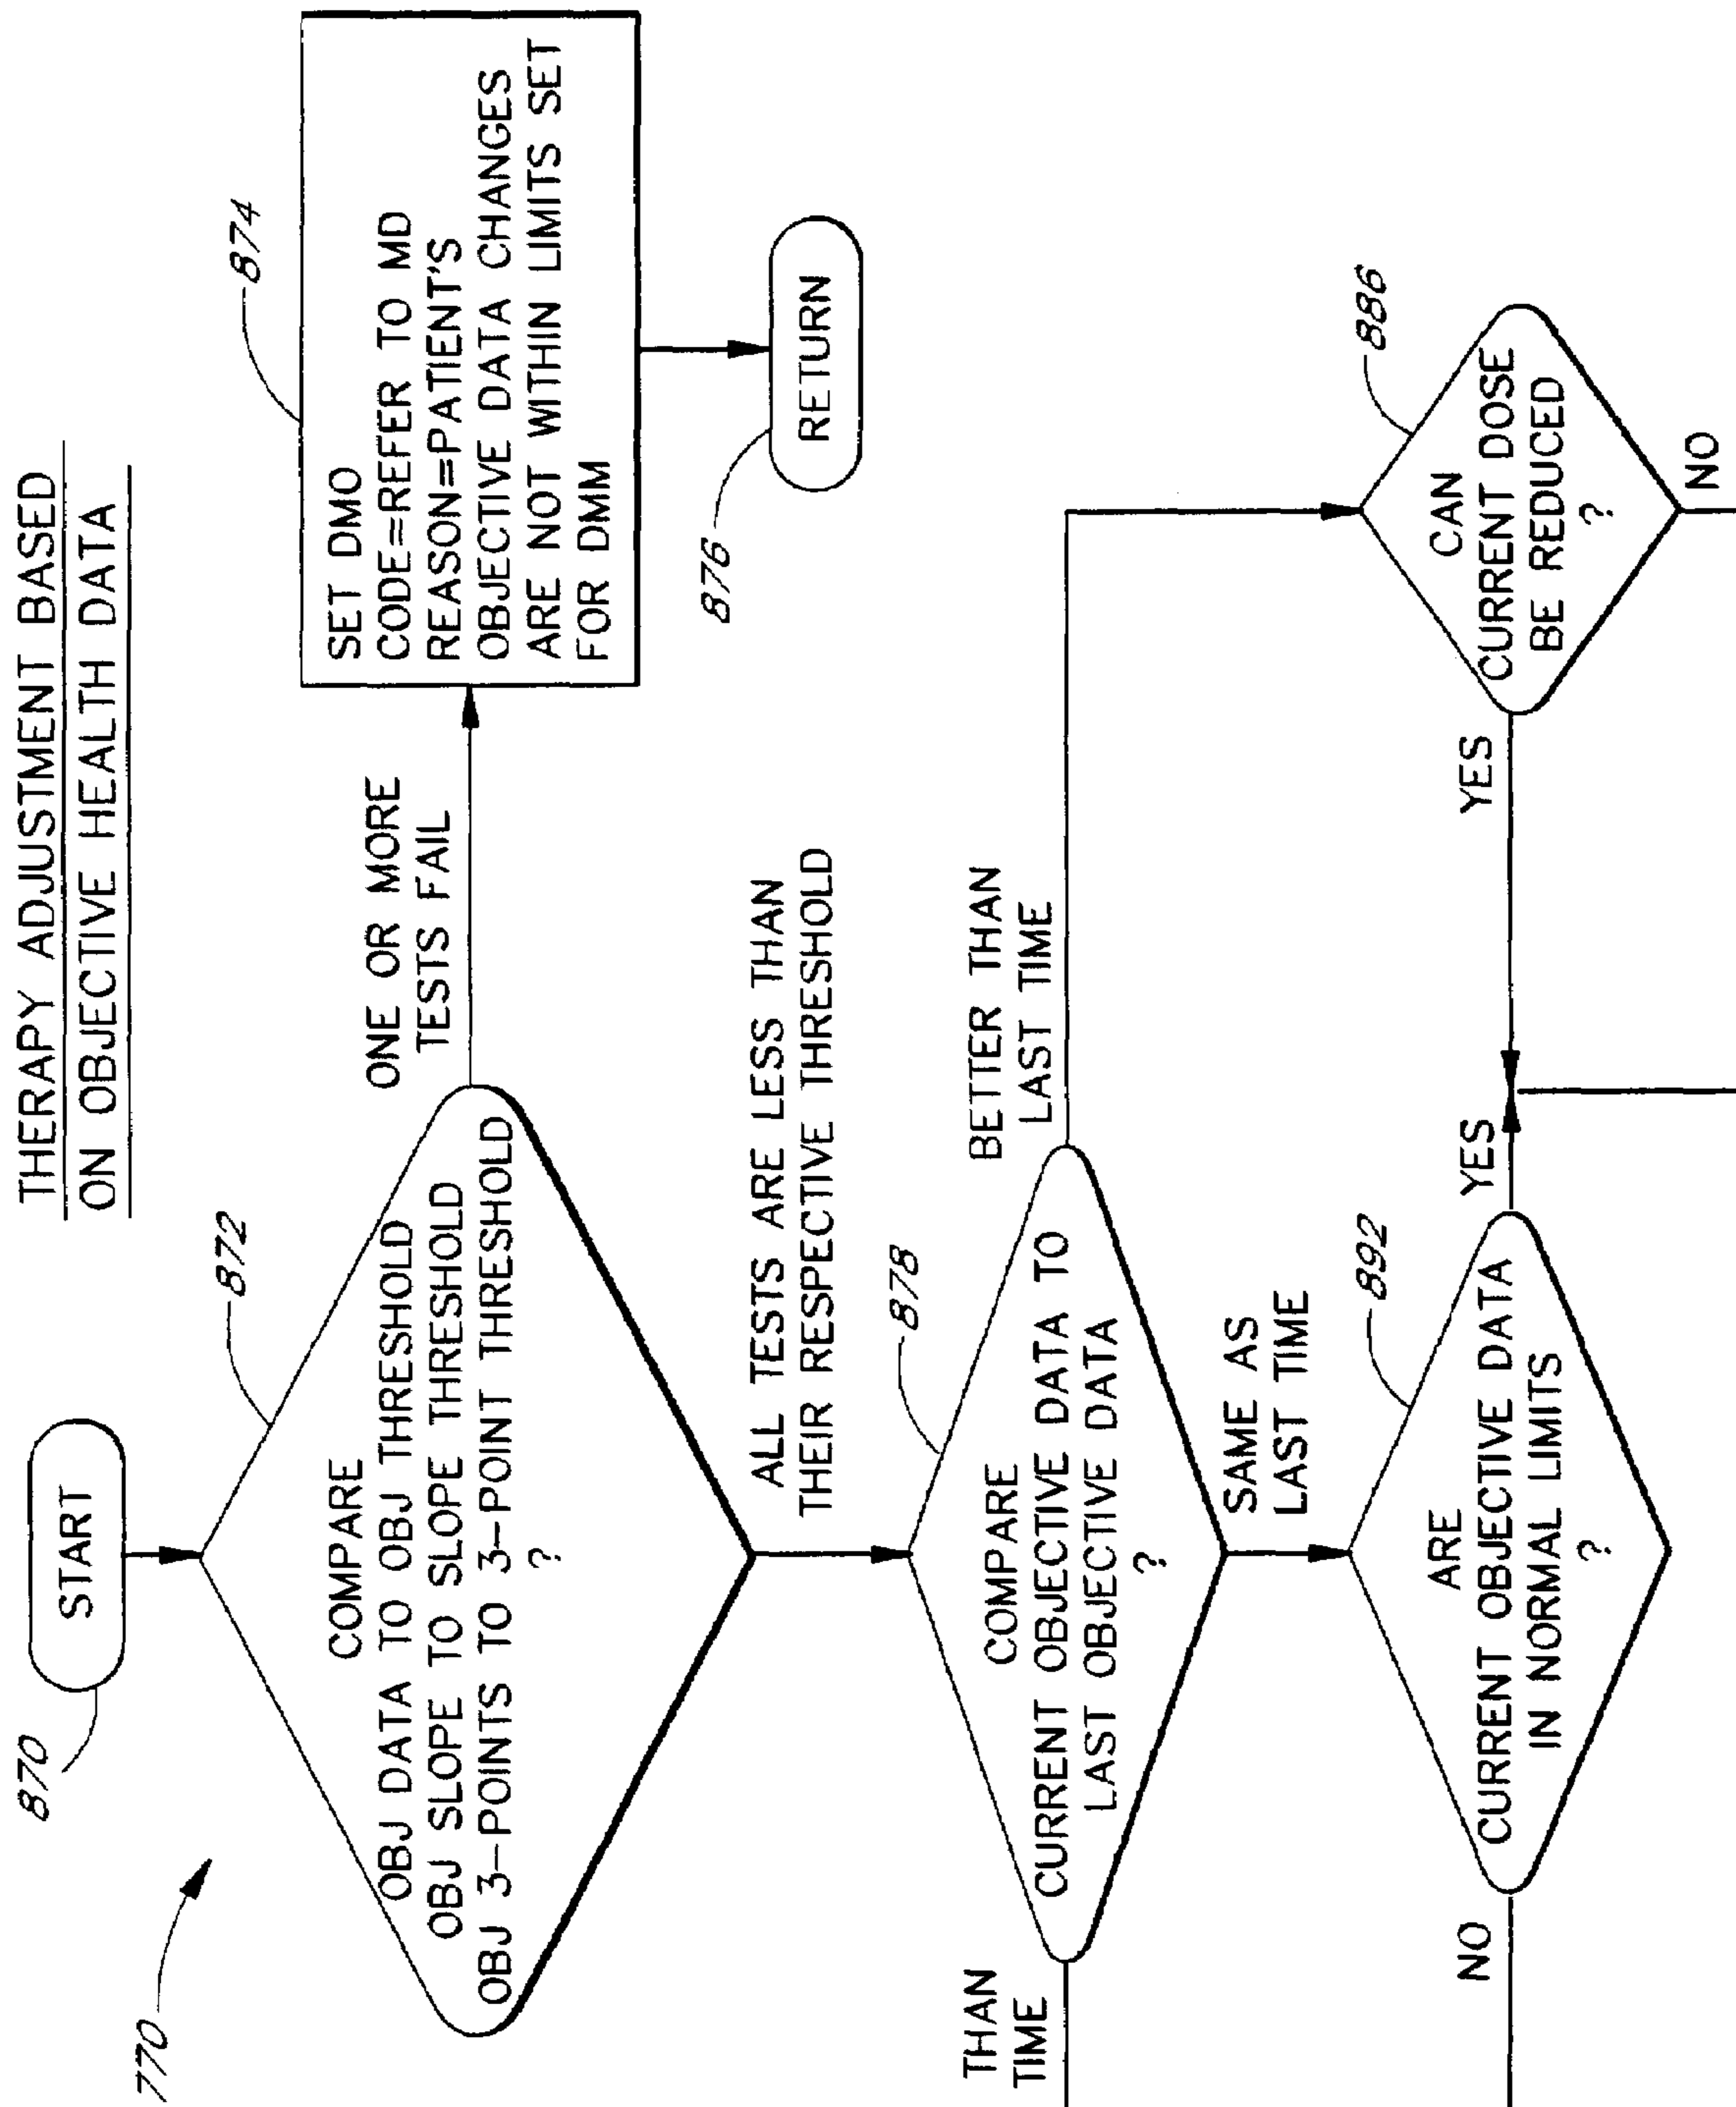 THERAPY ADJUSTMENT BASED
ON OBJECTIVE HEALTH DATA
770
870
START
872
COMPARE
OBJ DATA TO OBJ THRESHOLD
OBJ SLOPE TO SLOPE THRESHOLD
OBJ 3-POINTS TO 3-POINT THRESHOLD
?
ONE OR MORE
TESTS FAIL
874
SET DMO
CODE=REFER TO MD
REASON=PATIENT'S
OBJECTIVE DATA CHANGES
ARE NOT WITHIN LIMITS SET
FOR DMM
876
RETURN
ALL TESTS ARE LESS THAN
THEIR RESPECTIVE THRESHOLD
878
COMPARE
CURRENT OBJECTIVE DATA TO
LAST OBJECTIVE DATA
?
THAN
TIME
BETTER THAN
LAST TIME
SAME AS
LAST TIME
886
CAN
CURRENT DOSE
BE REDUCED
?
YES
NO
892
ARE
CURRENT OBJECTIVE DATA
IN NORMAL LIMITS
?
NO
YES